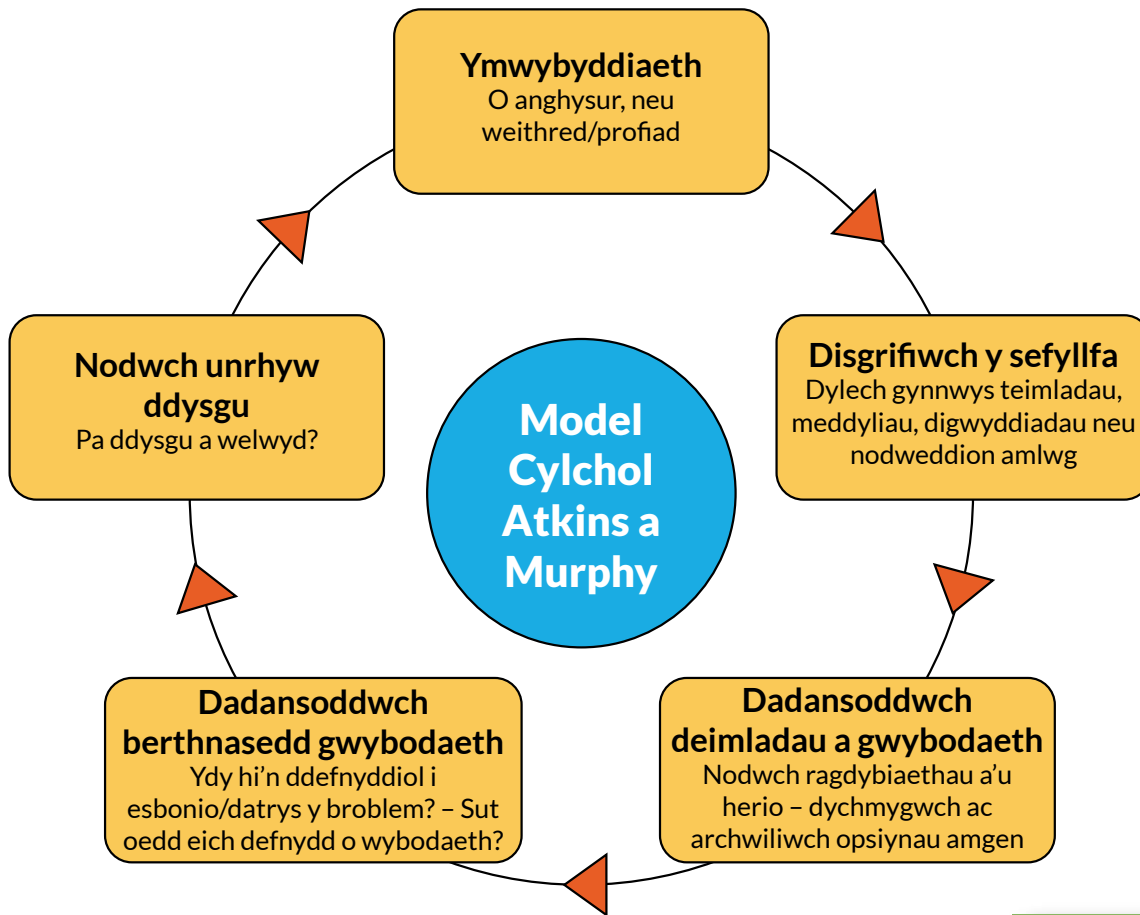 Ymwybyddiaeth
O anghysur, neu
weithred/profiad
Disgrifiwch y sefyllfa
Dylech gynnwys teimladau,
meddyliau, digwyddiadau neu
nodweddion amlwg
Dadansoddwch
deimladau a gwybodaeth
Nodwch ragdybiaethau a'u
herio – dychmygwch ac
archwiliwch opsiynau amgen
Dadansoddwch
berthnasedd gwybodaeth
Ydy hi'n ddefnyddiol i
esbonio/datrys y broblem? – Sut
oedd eich defnydd o wybodaeth?
Nodwch unrhyw
ddysgu
Pa ddysgu a welwyd?
Model
Cylchol
Atkins a
Murphy